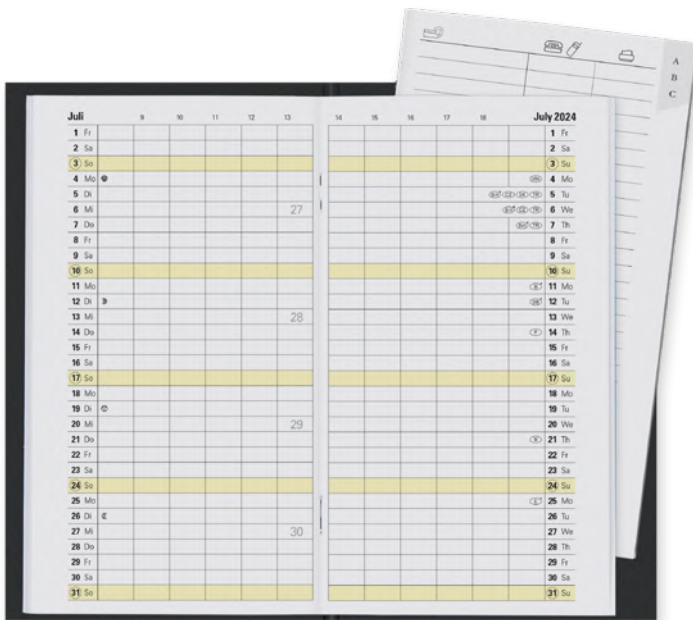 A
B
C
Juli 9 10 11 12 13 14 15 16 17 18 July 2024
1 Fr 1 Fr
2 Sa 2 Sa
3 So 3 Su
4 Mo 4 Mo
5 Di 5 Tu
6 Mi 27 6 We
7 Do 7 Th
8 Fr 8 Fr
9 Sa 9 Sa
10 So 10 Su
11 Mo 11 Mo
12 Di 12 Tu
13 Mi 28 13 We
14 Do F 14 Th
15 Fr 15 Fr
16 Sa 16 Sa
17 So 17 Su
18 Mo 18 Mo
19 Di 19 Tu
20 Mi 29 20 We
21 Do 21 Th
22 Fr 22 Fr
23 Sa 23 Sa
24 So 24 Su
25 Mo 25 Mo
26 Di 26 Tu
27 Mi 30 27 We
28 Do 28 Th
29 Fr 29 Fr
30 Sa 30 Sa
31 So 31 Su